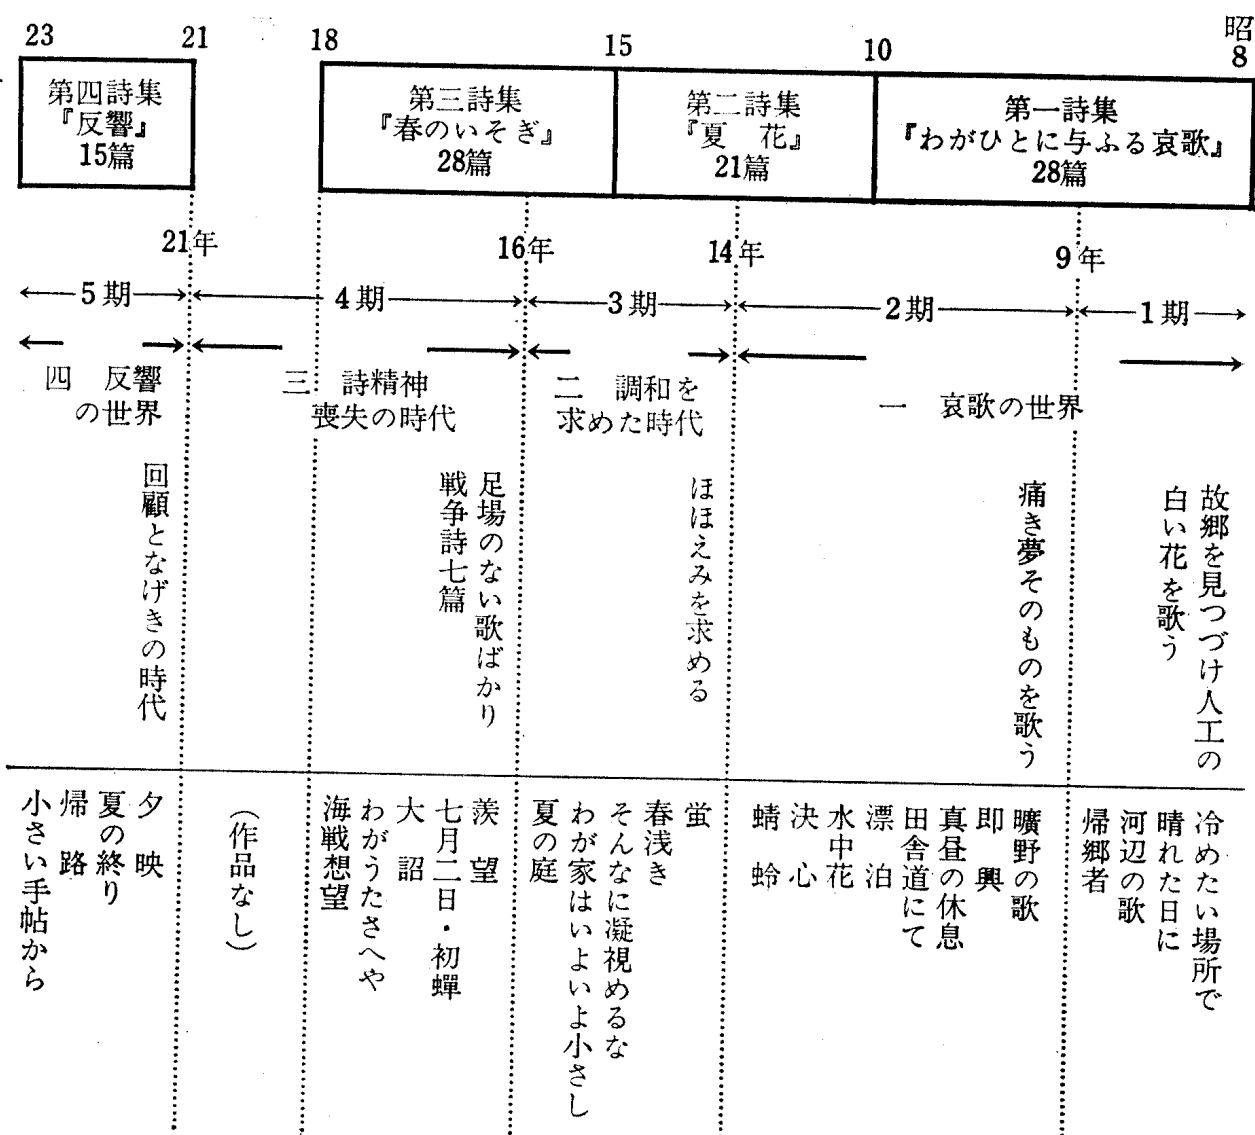 昭
8
10
15
18
21
23
第一詩集
『わがひとに与ふる哀歌』
28篇
第二詩集
『夏　花』
21篇
第三詩集
『春のいそぎ』
28篇
第四詩集
『反響』
15篇
9年
14年
16年
21年
1期
2期
3期
4期
5期
一　哀歌の世界
二　調和を
求めた時代
三　詩精神
喪失の時代
四　反響
の世界
故郷を見つづけ人工の
白い花を歌う
痛き夢そのものを歌う
ほほえみを求める
足場のない歌ばかり
戦争詩七篇
回顧となげきの時代
冷めたい場所で
晴れた日に
河辺の歌
帰郷者
曠野の歌
即　興
真昼の休息
田舎道にて
漂　泊
水中花
決　心
蜻　蛉
蛍
春浅き
そんなに凝視めるな
わが家はいよいよ小さし
夏の庭
羨　望
七月二日・初蟬
大　詔
わがうたさへや
海戦想望
（作品なし）
夕　映
夏の終り
帰　路
小さい手帖から